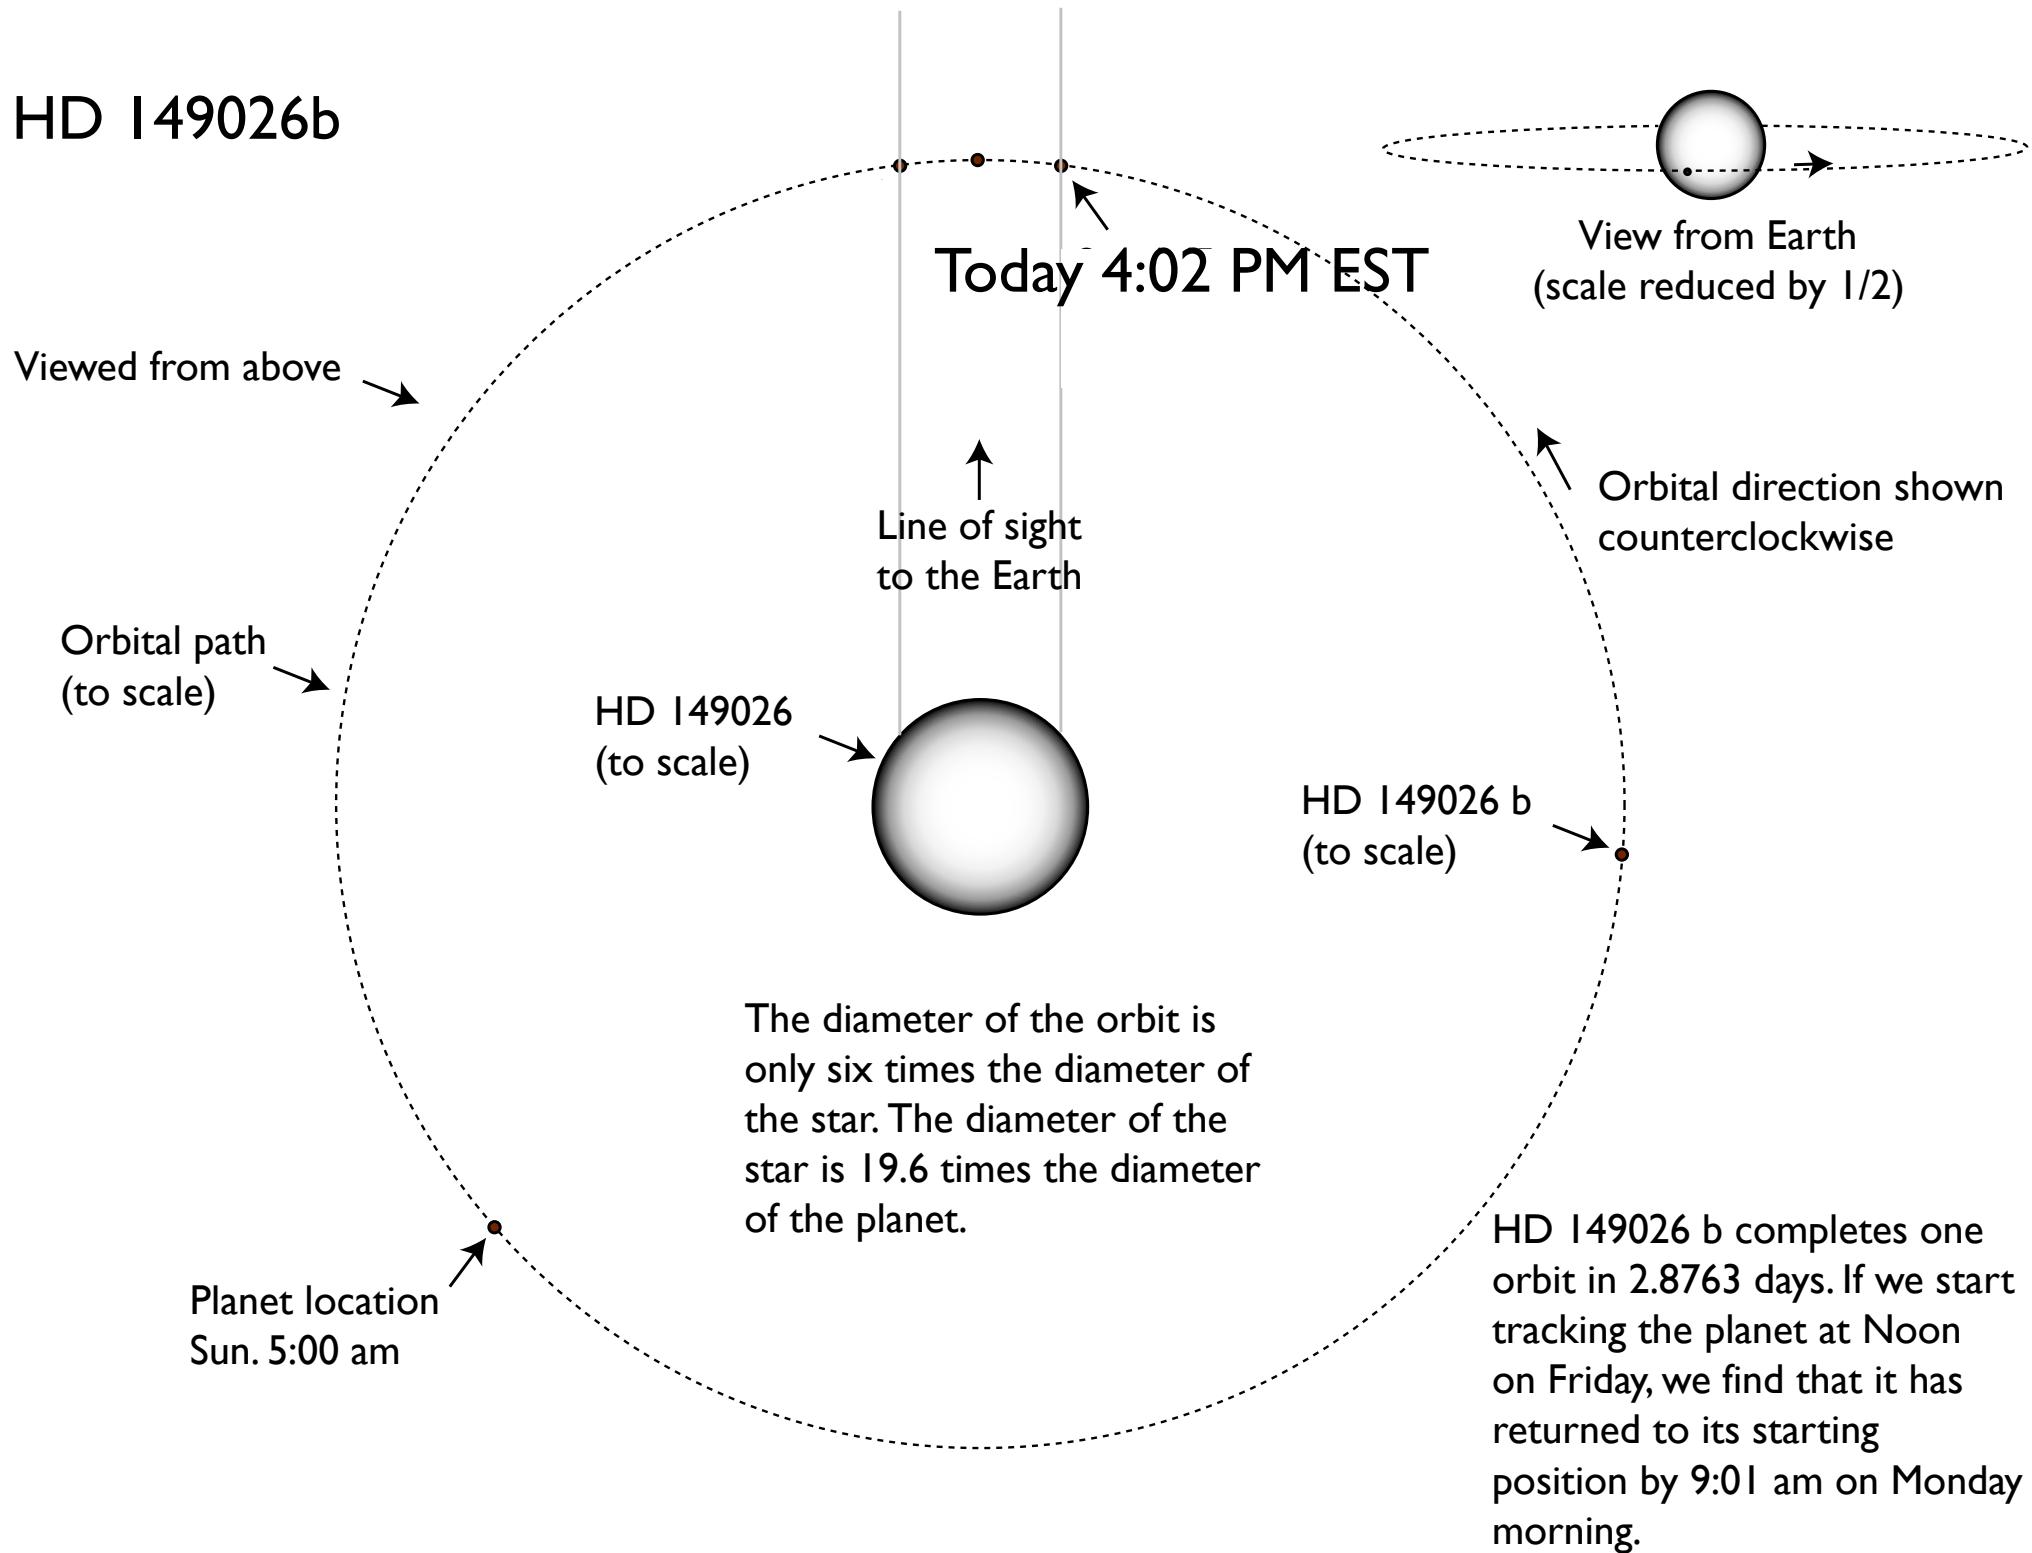 HD 149026b
View from Earth
(scale reduced by 1/2)
Today 4:02 PM EST
Viewed from above
Orbital direction shown
counterclockwise
Line of sight
to the Earth
Orbital path
(to scale)
HD 149026
(to scale)
HD 149026 b
(to scale)
The diameter of the orbit is
only six times the diameter of
the star. The diameter of the
star is 19.6 times the diameter
of the planet.
Planet location
Sun. 5:00 am
HD 149026 b completes one
orbit in 2.8763 days. If we start
tracking the planet at Noon
on Friday, we find that it has
returned to its starting
position by 9:01 am on Monday
morning.